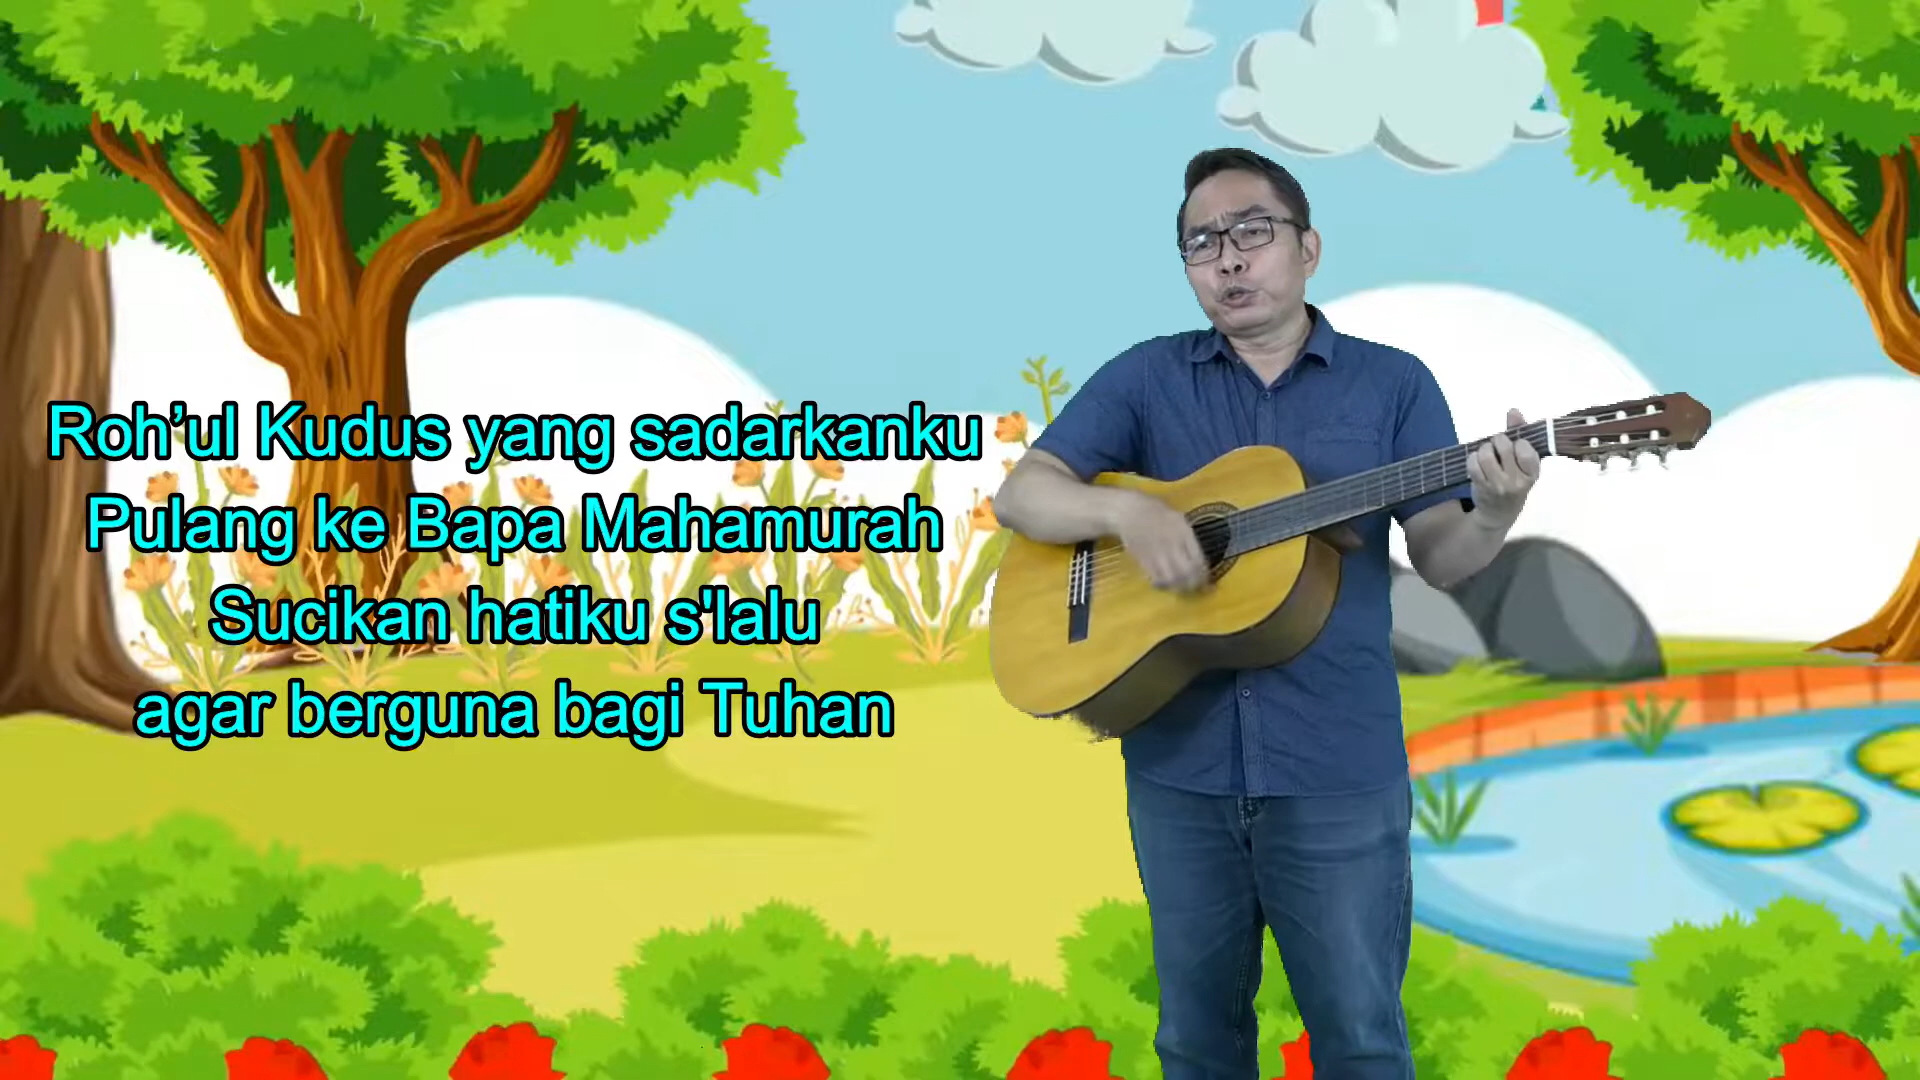 Roh’ul Kudus yang sadarkanku
Pulang ke Bapa Mahamurah
Sucikan hatiku s'lalu
agar berguna bagi Tuhan